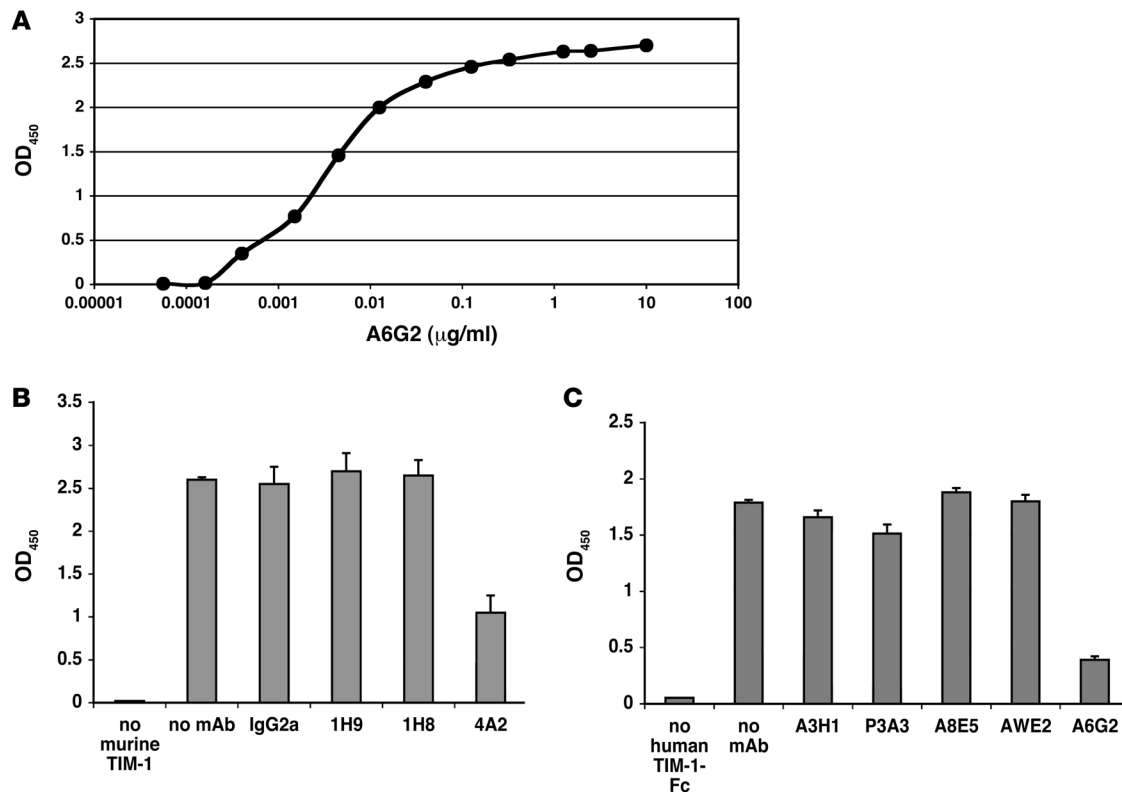 A
3
2.5
2
1.5
1
0.5
0
OD450
0.00001 0.0001 0.001 0.01 0.1 1 10 100
A6G2 (μg/ml)
B
3.5
3
2.5
2
1.5
1
0.5
0
OD450
no murine TIM-1
no mAb
IgG2a
1H9
1H8
4A2
C
2.5
2
1.5
1
0.5
0
OD450
no human TIM-1-Fc
no mAb
A3H1
P3A3
A8E5
AWE2
A6G2